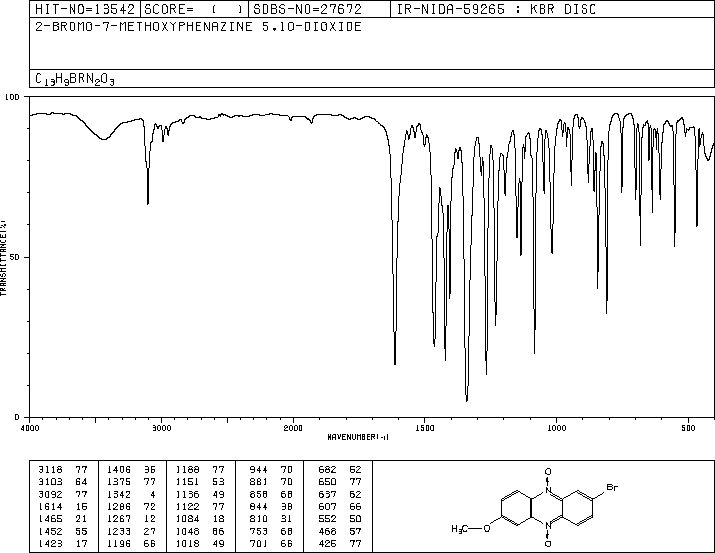 HIT-NO=13542 SCORE= ( ) SDBS-NO=27672 IR-NIDA-59265 : KBR DISC
2-BROMO-7-METHOXYPHENAZINE 5,10-DIOXIDE
C13H9BRN2O3
100
50
0
TRANSMITTANCE(%)
4000 3000 2000 1500 1000 500
WAVENUMBER(-1)
3118 77 1406 36 1188 77 944 70 682 52
3103 64 1375 77 1151 53 881 70 650 77
3092 77 1342 4 1136 49 858 68 637 62
1614 16 1286 72 1122 77 844 38 607 66
1465 21 1267 12 1084 18 810 31 552 50
1452 55 1233 27 1048 66 753 68 468 57
1423 17 1196 66 1018 49 701 66 425 77
O
N
Br
N
H3C
O
O